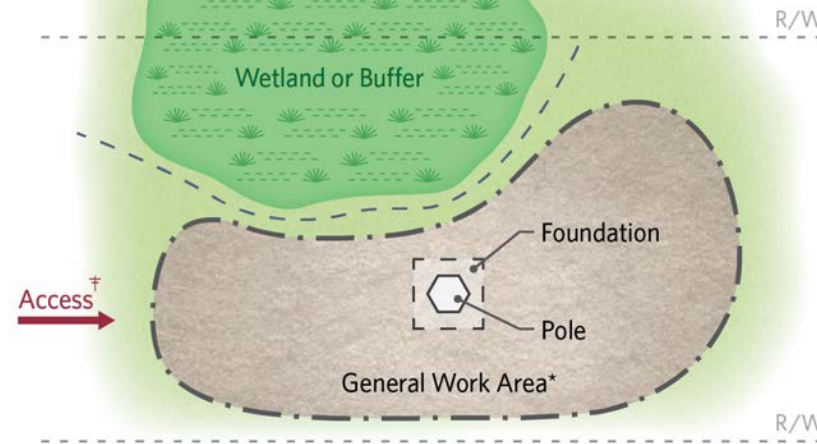 R/W
Wetland or Buffer
Foundation
Access‡
Pole
General Work Area*
R/W